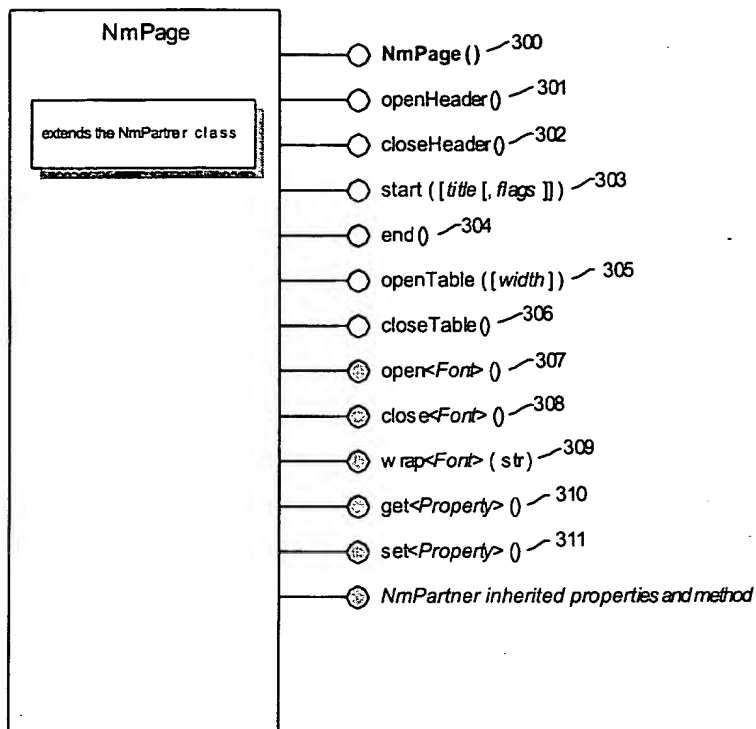 NmPage
extends the NmPartner class
NmPage() 300
openHeader() 301
closeHeader() 302
start ([title [, flags ]]) 303
end() 304
openTable ([width]) 305
closeTable() 306
open<Font> () 307
close<Font> () 308
wrap<Font> ( str) 309
get<Property> () 310
set<Property> () 311
NmPartner inherited properties and method